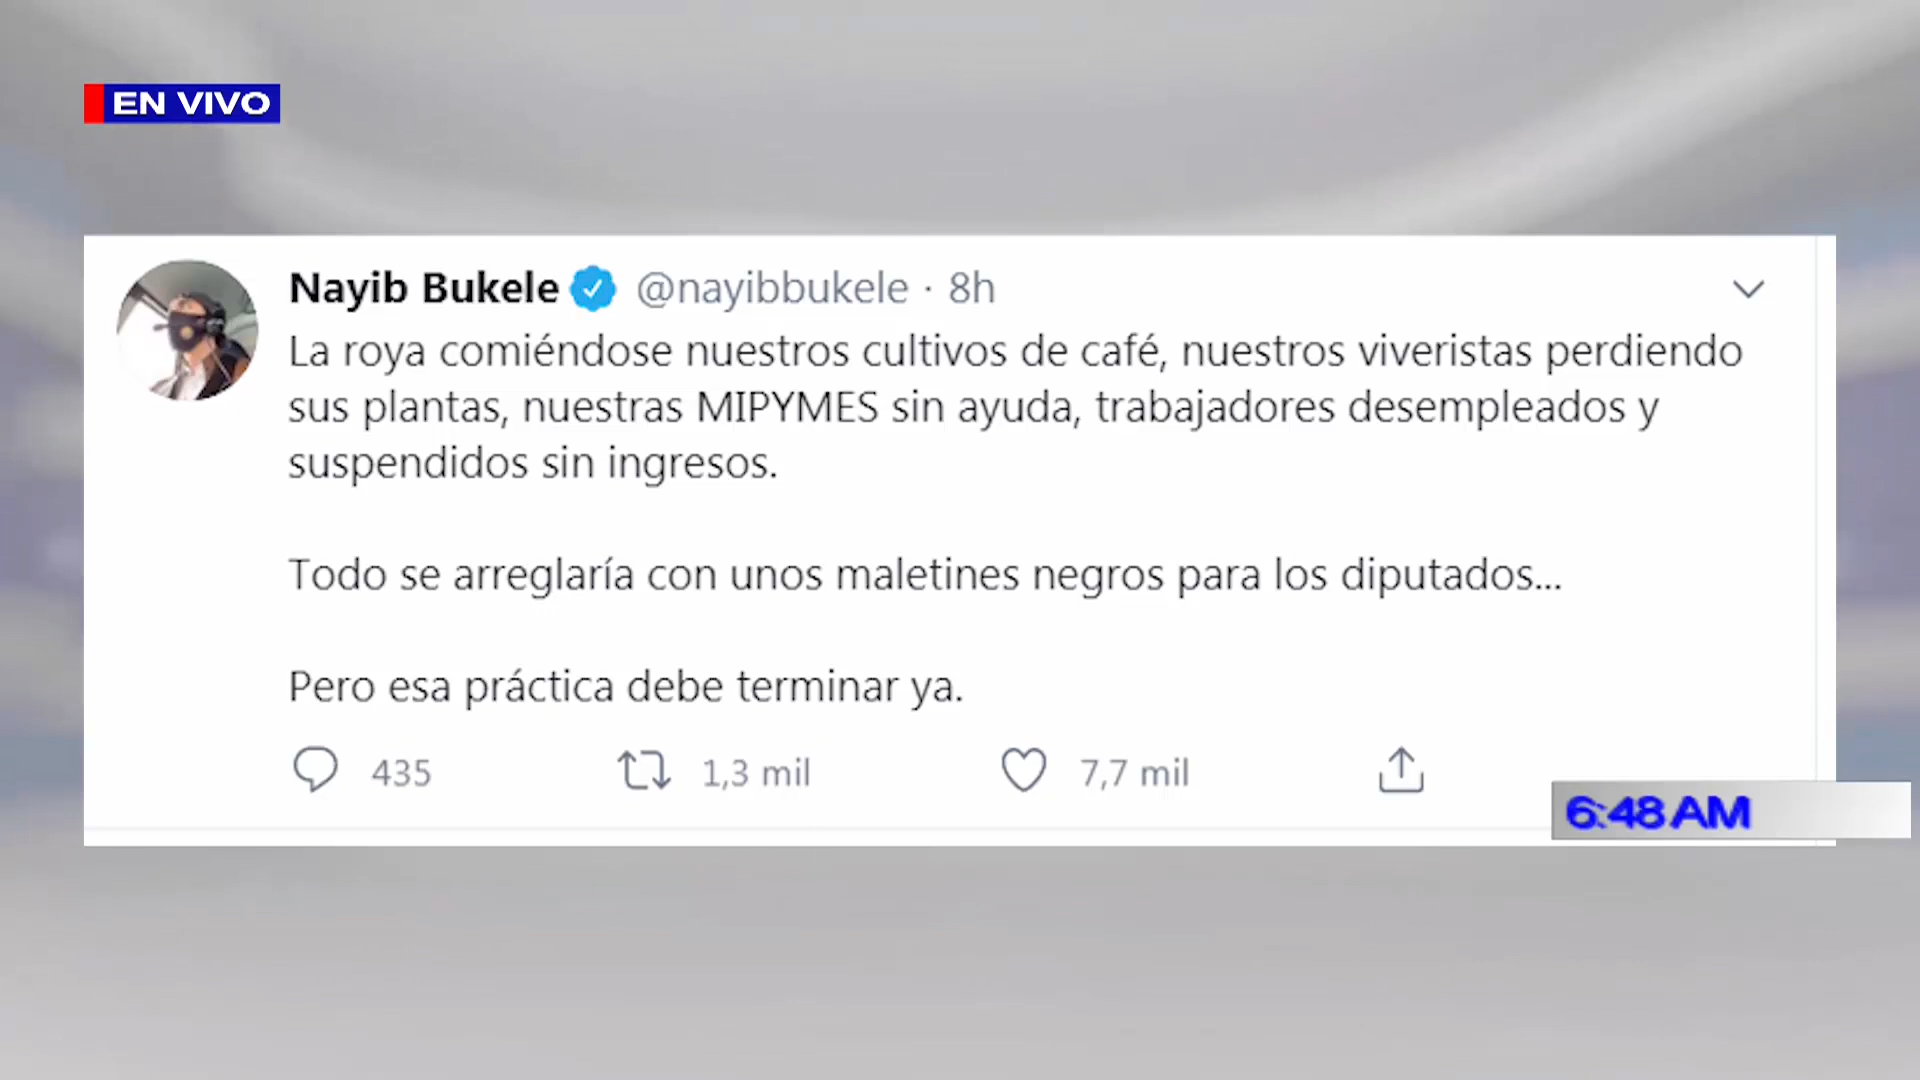 EN VIVO
Nayib Bukele @nayibbukele · 8h
La roya comiéndose nuestros cultivos de café, nuestros viveristas perdiendo
sus plantas, nuestras MIPYMES sin ayuda, trabajadores desempleados y
suspendidos sin ingresos.
Todo se arreglaría con unos maletines negros para los diputados...
Pero esa práctica debe terminar ya.
435 1,3 mil 7,7 mil
6:48 AM